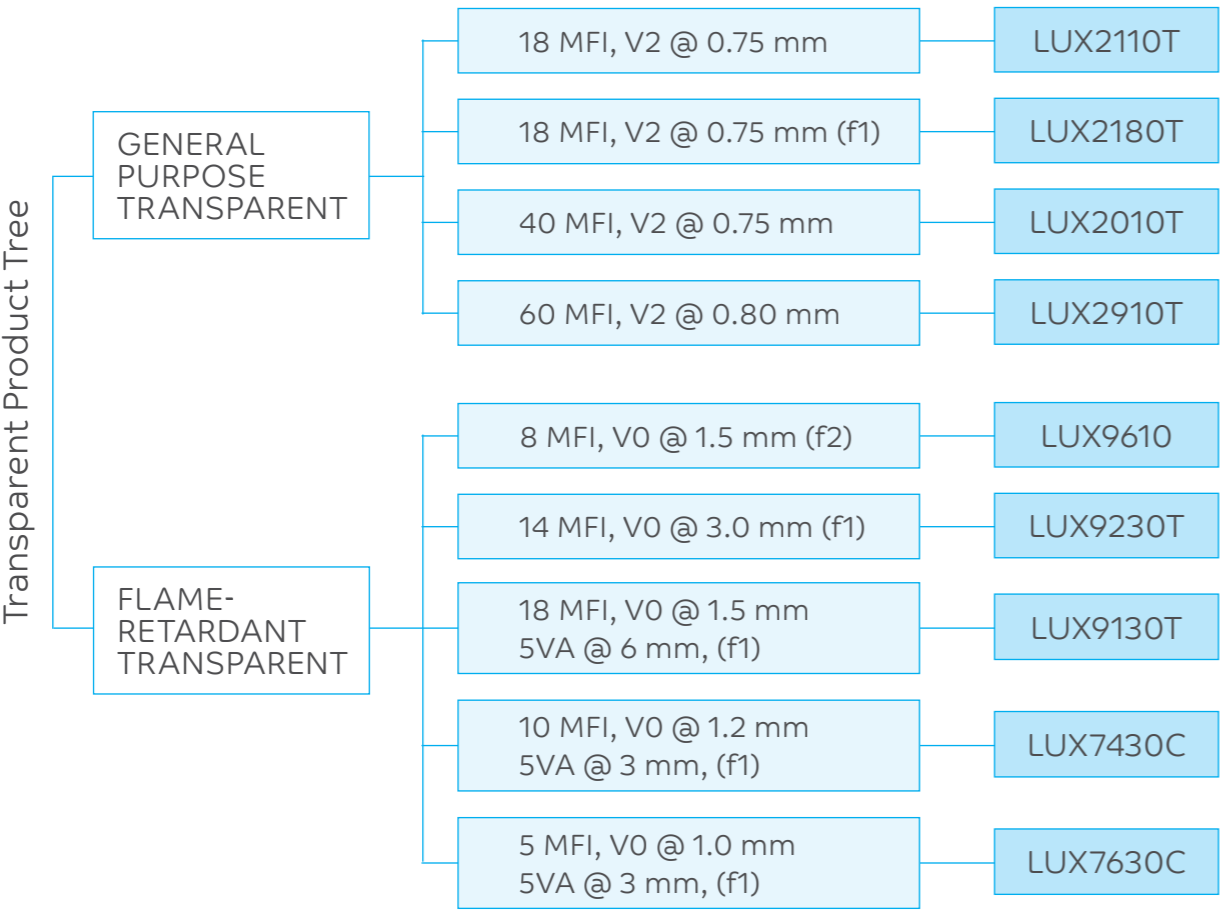 Transparent Product Tree
GENERAL
PURPOSE
TRANSPARENT
18 MFI, V2 @ 0.75 mm
LUX2110T
18 MFI, V2 @ 0.75 mm (f1)
LUX2180T
40 MFI, V2 @ 0.75 mm
LUX2010T
60 MFI, V2 @ 0.80 mm
LUX2910T
FLAME-
RETARDANT
TRANSPARENT
8 MFI, V0 @ 1.5 mm (f2)
LUX9610
14 MFI, V0 @ 3.0 mm (f1)
LUX9230T
18 MFI, V0 @ 1.5 mm
5VA @ 6 mm, (f1)
LUX9130T
10 MFI, V0 @ 1.2 mm
5VA @ 3 mm, (f1)
LUX7430C
5 MFI, V0 @ 1.0 mm
5VA @ 3 mm, (f1)
LUX7630C